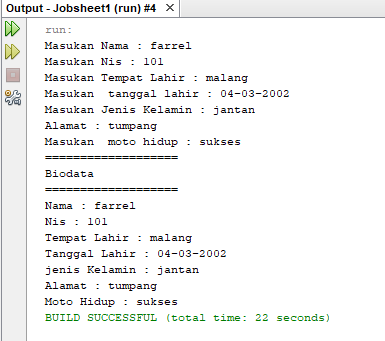 Output - Jobsheet1 (run) #4 ×
run:
Masukan Nama : farrel
Masukan Nis : 101
Masukan Tempat Lahir : malang
Masukan  tanggal lahir : 04-03-2002
Masukan Jenis Kelamin : jantan
Alamat : tumpang
Masukan  moto hidup : sukses
===================
Biodata
===================
Nama : farrel
Nis : 101
Tempat Lahir : malang
Tanggal Lahir : 04-03-2002
jenis Kelamin : jantan
Alamat : tumpang
Moto Hidup : sukses
BUILD SUCCESSFUL (total time: 22 seconds)